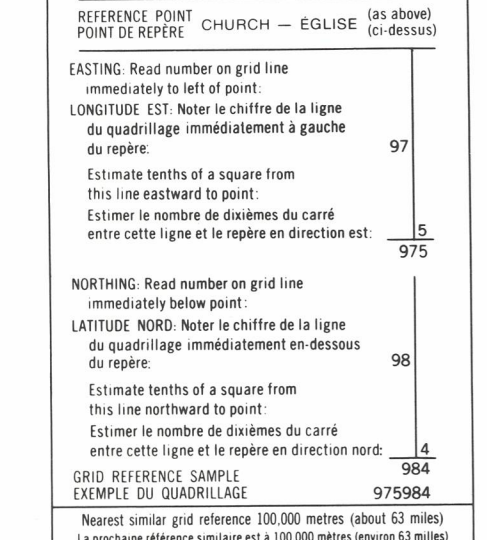 REFERENCE POINT CHURCH — ÉGLISE (as above)
POINT DE REPÈRE (ci-dessus)
EASTING: Read number on grid line
immediately to left of point:
LONGITUDE EST: Noter le chiffre de la ligne
du quadrillage immédiatement à gauche
du repère: 97
Estimate tenths of a square from
this line eastward to point:
Estimer le nombre de dixièmes du carré
entre cette ligne et le repère en direction est: 5
975
NORTHING: Read number on grid line
immediately below point:
LATITUDE NORD: Noter le chiffre de la ligne
du quadrillage immédiatement en-dessous
du repère: 98
Estimate tenths of a square from
this line northward to point:
Estimer le nombre de dixièmes du carré
entre cette ligne et le repère en direction nord: 4
984
GRID REFERENCE SAMPLE
EXEMPLE DU QUADRILLAGE 975984
Nearest similar grid reference 100,000 metres (about 63 miles)
La prochaine référence similaire est à 100 000 mètres (environ 63 milles)